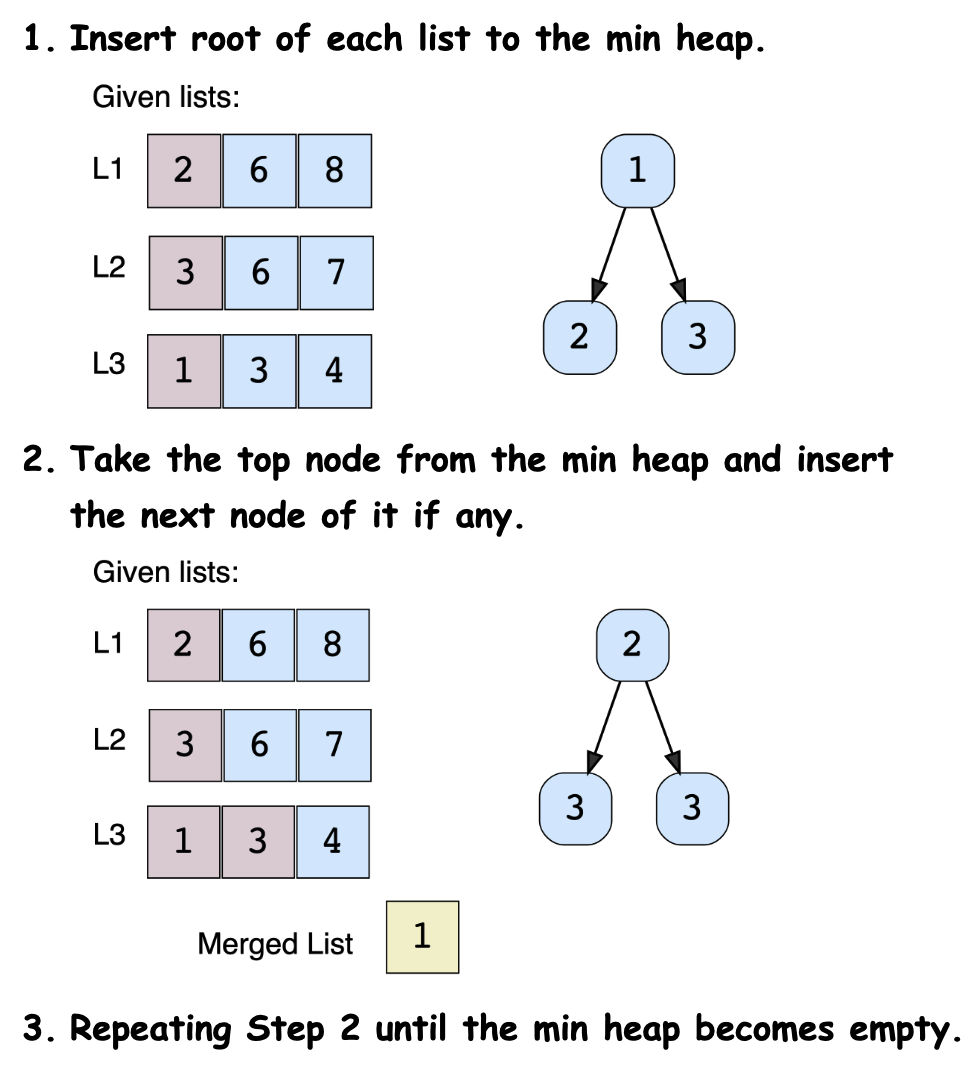 1. Insert root of each list to the min heap.
Given lists:
L1 2 6 8
1
L2 3 6 7
2 3
L3 1 3 4
2. Take the top node from the min heap and insert
the next node of it if any.
Given lists:
L1 2 6 8
2
L2 3 6 7
3 3
L3 1 3 4
Merged List 1
3. Repeating Step 2 until the min heap becomes empty.